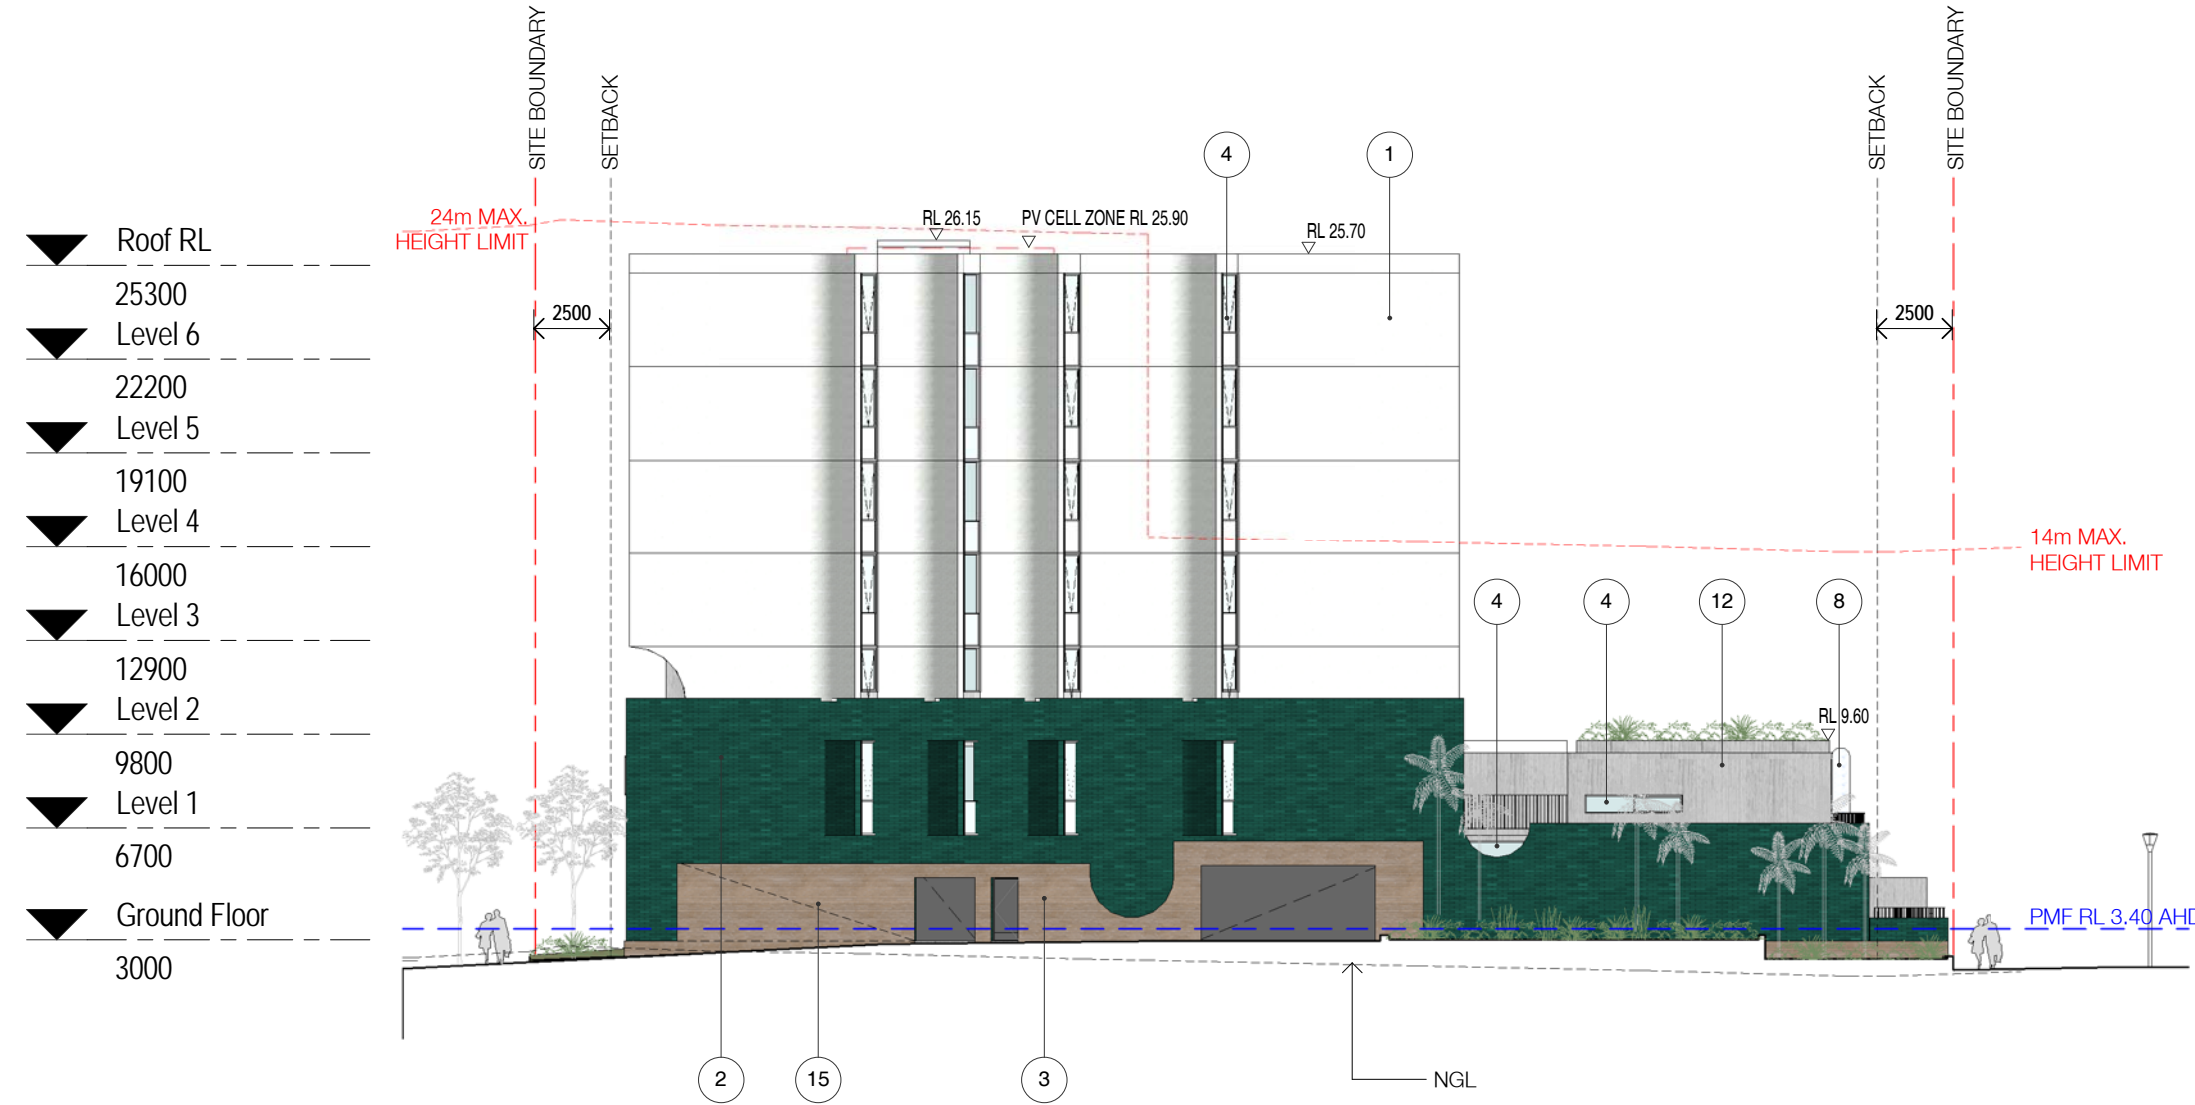 SITE BOUNDARY
SETBACK
SETBACK
SITE BOUNDARY
4
1
24m MAX.
HEIGHT LIMIT
RL 26.15
PV CELL ZONE RL 25.90
RL 25.70
Roof RL
25300
2500
2500
Level 6
22200
Level 5
19100
Level 4
16000
14m MAX.
HEIGHT LIMIT
Level 3
12900
4
4
12
8
Level 2
9800
RL 9.60
Level 1
6700
Ground Floor
3000
PMF RL 3.40 AHD
2
15
3
NGL